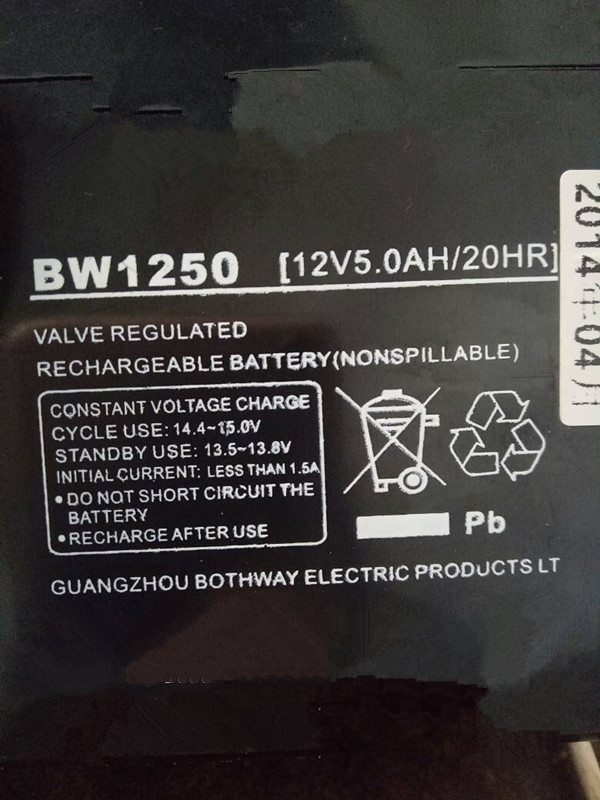 BW1250 [12V5.0AH/20HR]
VALVE REGULATED
RECHARGEABLE BATTERY(NONSPILLABLE)
CONSTANT VOLTAGE CHARGE
CYCLE USE: 14.4~15.0V
STANDBY USE: 13.5~13.8V
INITIAL CURRENT: LESS THAN 1.5A
•DO NOT SHORT CIRCUIT THE
BATTERY
•RECHARGE AFTER USE
Pb
GUANGZHOU BOTHWAY ELECTRIC PRODUCTS LT
2014年04月